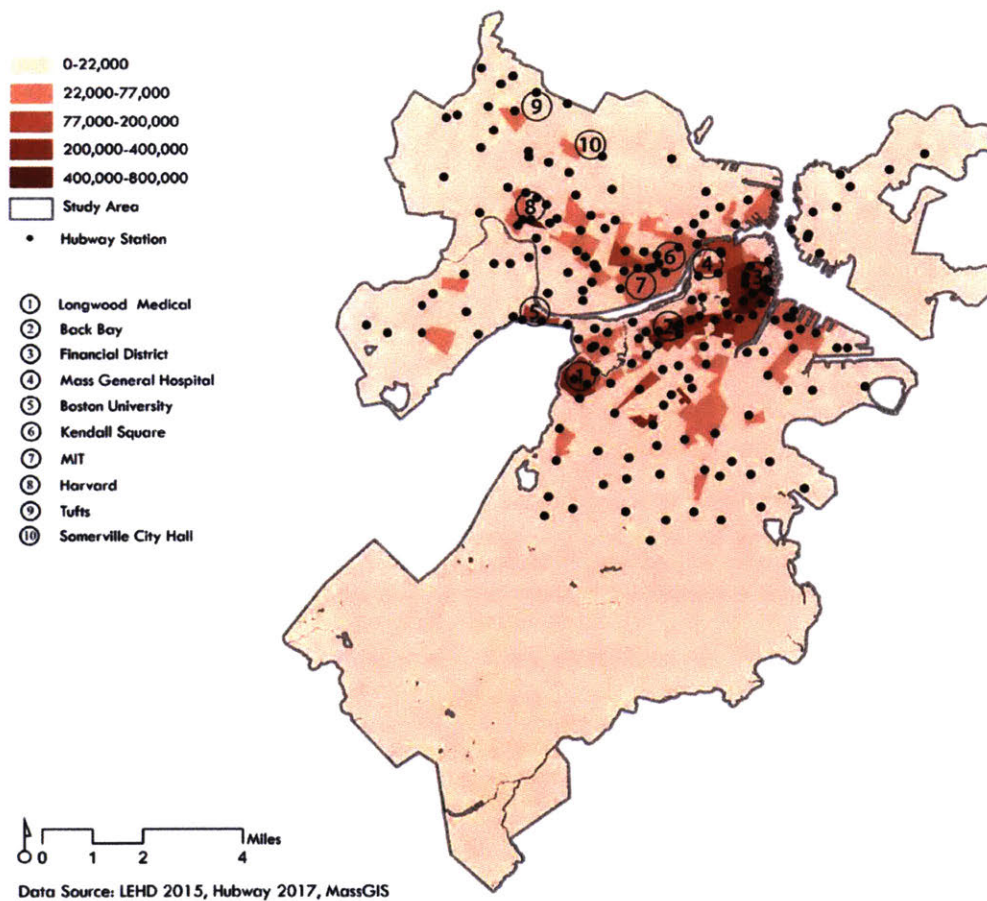 0-22,000
22,000-77,000
77,000-200,000
200,000-400,000
400,000-800,000
Study Area
Hubway Station
1 Longwood Medical
2 Back Bay
3 Financial District
4 Mass General Hospital
5 Boston University
6 Kendall Square
7 MIT
8 Harvard
9 Tufts
10 Somerville City Hall
9
10
8
6
4
3
7
5
2
1
Miles
0 1 2 4
Data Source: LEHD 2015, Hubway 2017, MassGIS